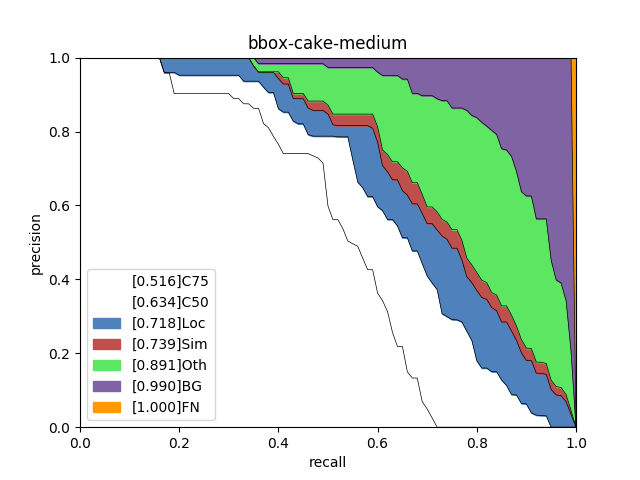 bbox-cake-medium
precision
1.0
0.8
0.6
0.4
0.2
0.0
[0.516]C75
[0.634]C50
[0.718]Loc
[0.739]Sim
[0.891]Oth
[0.990]BG
[1.000]FN
0.0 0.2 0.4 0.6 0.8 1.0
recall